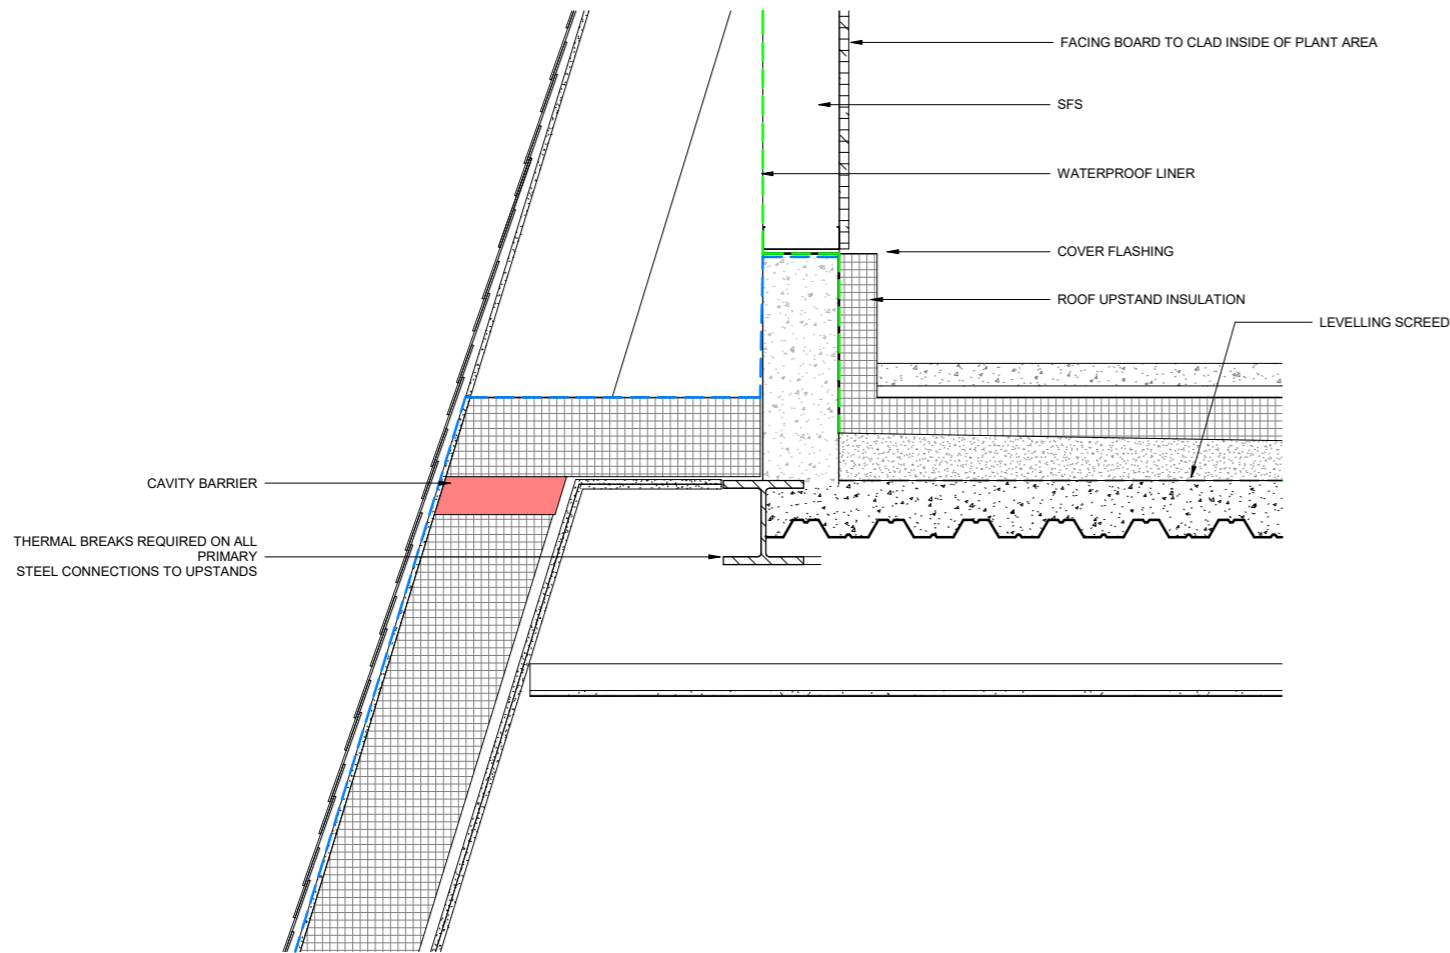 FACING BOARD TO CLAD INSIDE OF PLANT AREA
SFS
WATERPROOF LINER
COVER FLASHING
ROOF UPSTAND INSULATION
LEVELLING SCREED
CAVITY BARRIER
THERMAL BREAKS REQUIRED ON ALL
PRIMARY
STEEL CONNECTIONS TO UPSTANDS